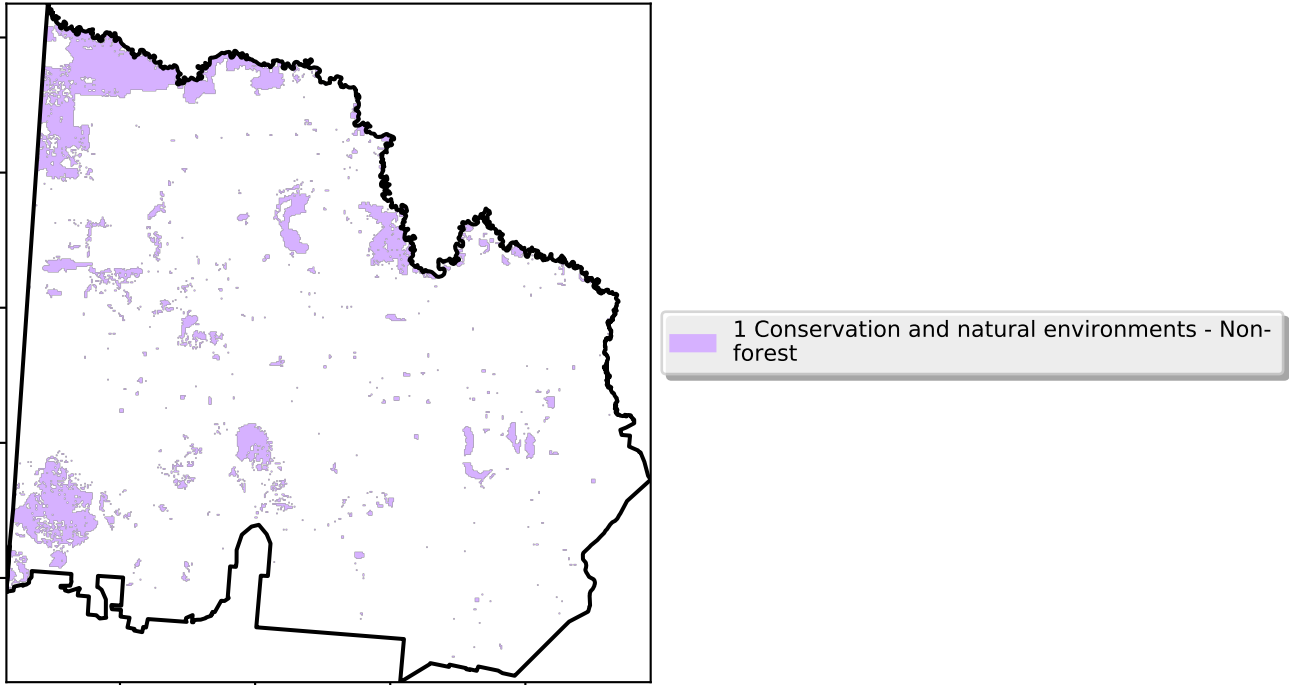 1 Conservation and natural environments - Non-
forest